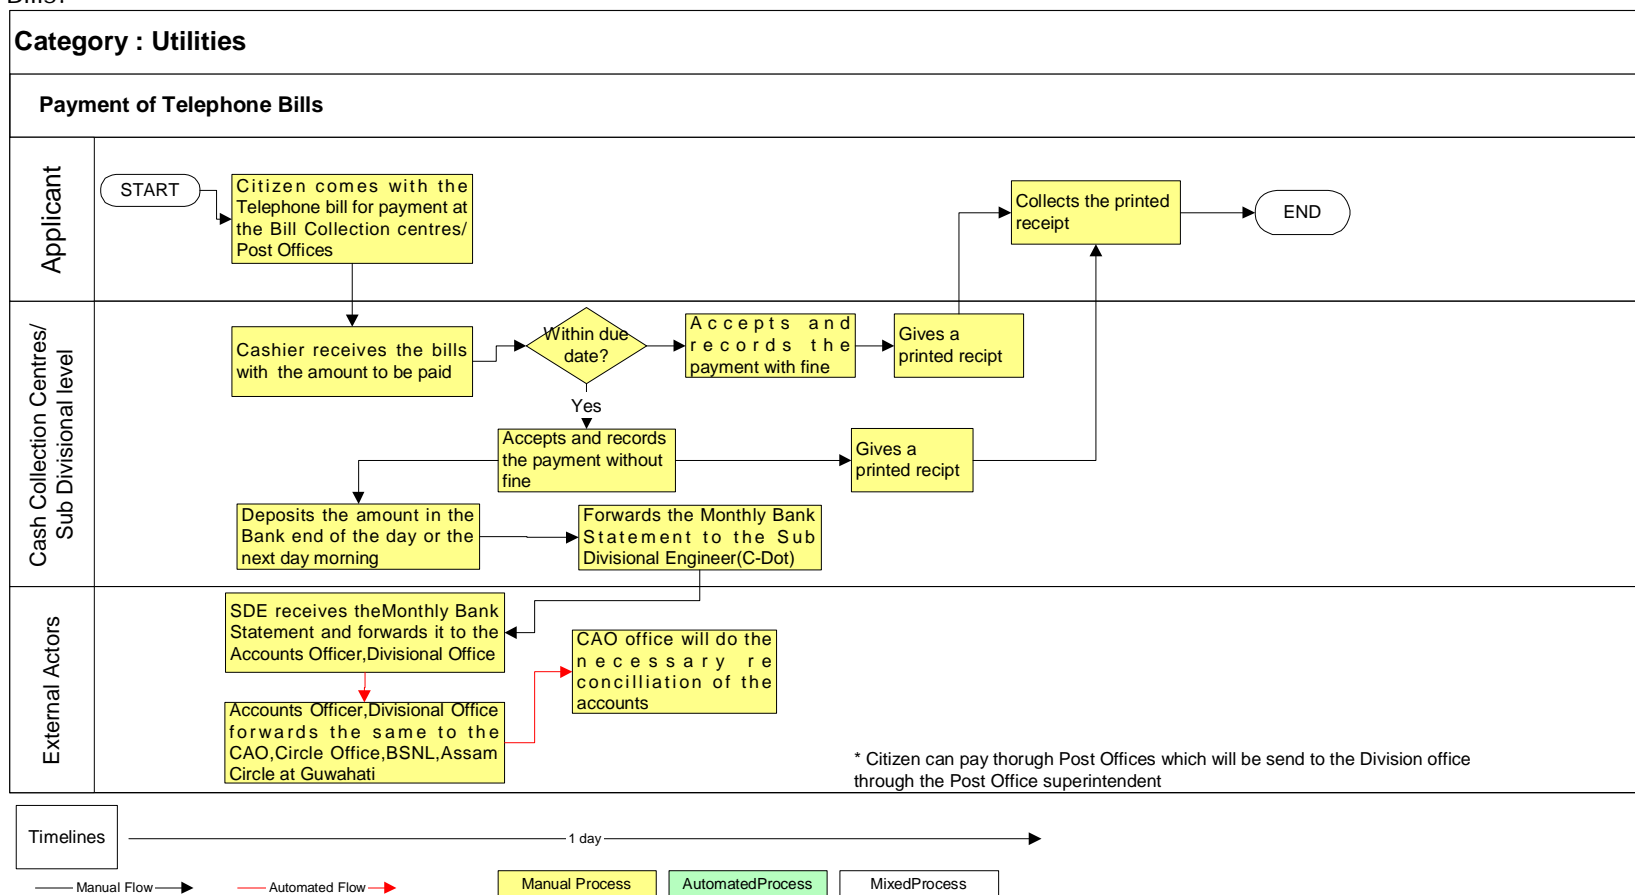 Bills.
Category : Utilities
Payment of Telephone Bills
Applicant
START
Citizen comes with the
Telephone bill for payment at
the Bill Collection centres/
Post Offices
Collects the printed
receipt
END
Cash Collection Centres/
Sub Divisional level
Cashier receives the bills
with the amount to be paid
Within due
date?
Accepts and
records the
payment with fine
Gives a
printed recipt
Yes
Accepts and records
the payment without
fine
Gives a
printed recipt
Deposits the amount in the
Bank end of the day or the
next day morning
Forwards the Monthly Bank
Statement to the Sub
Divisional Engineer(C-Dot)
External Actors
SDE receives theMonthly Bank
Statement and forwards it to the
Accounts Officer,Divisional Office
CAO office will do the
necessary re
concilliation of the
accounts
Accounts Officer,Divisional Office
forwards the same to the
CAO,Circle Office,BSNL,Assam
Circle at Guwahati
* Citizen can pay thorugh Post Offices which will be send to the Division office
through the Post Office superintendent
Timelines
1 day
Manual Flow
Automated Flow
Manual Process
AutomatedProcess
MixedProcess